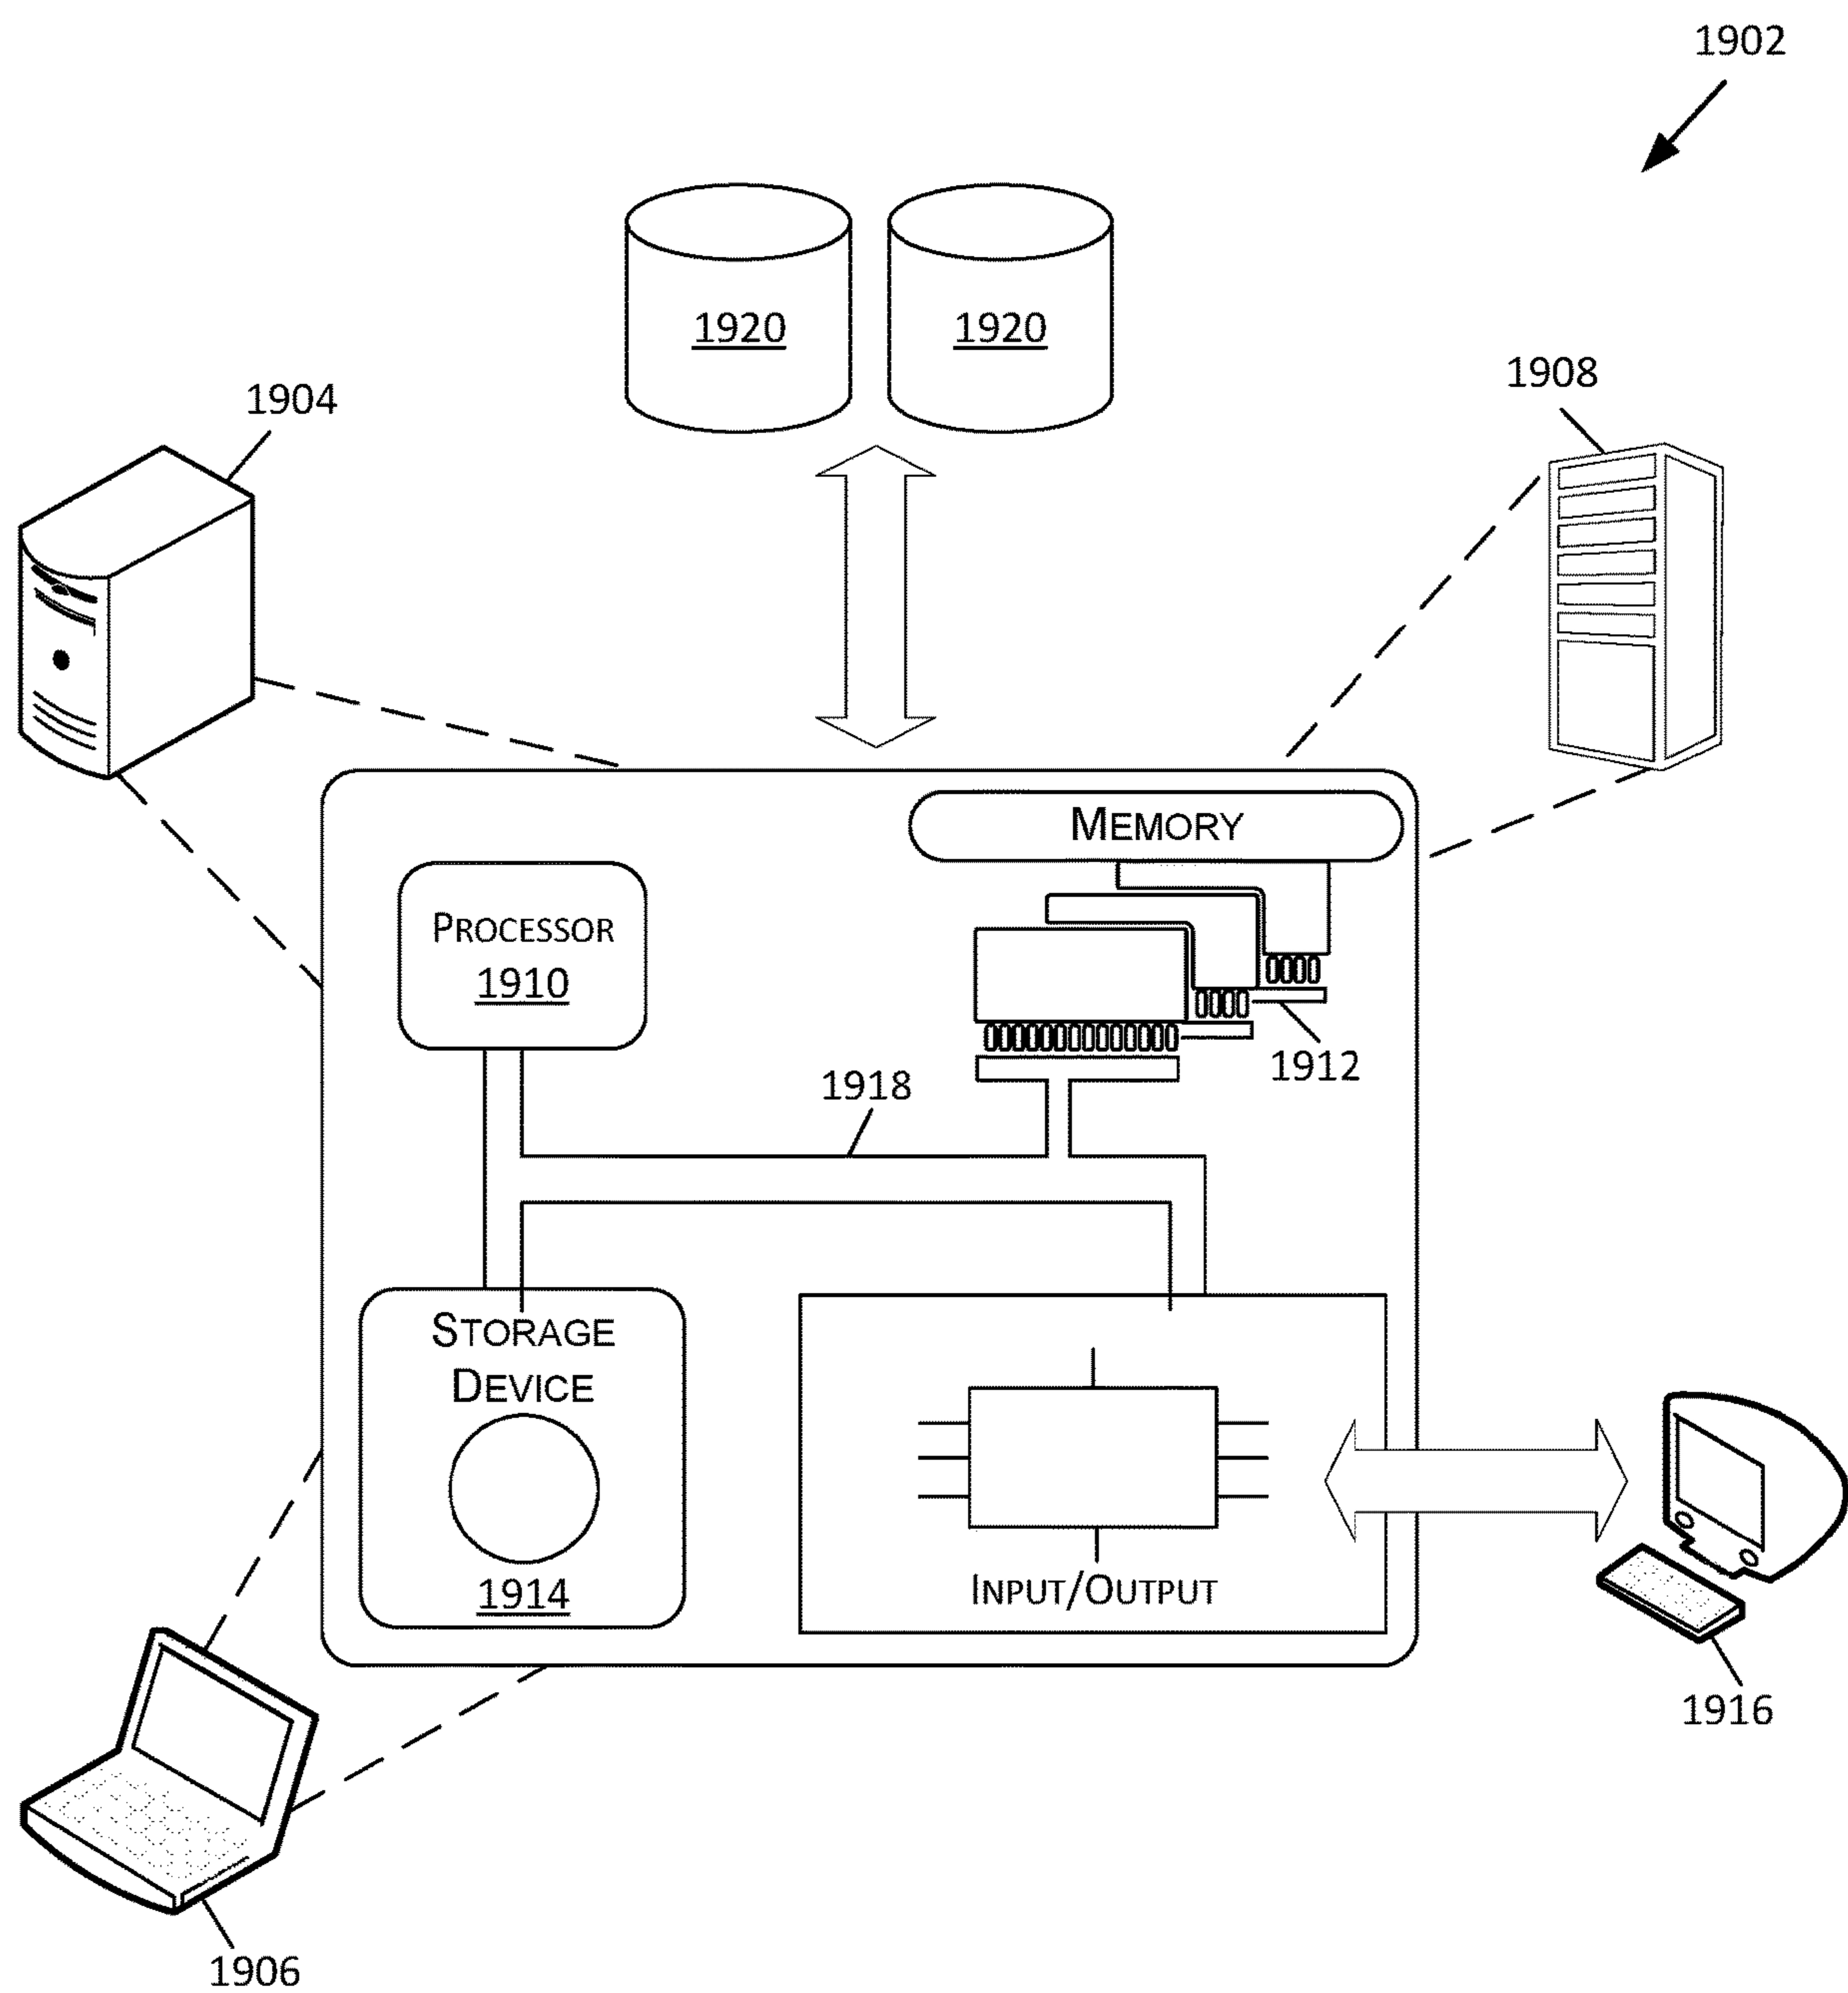 1902
1920 1920
1908
1904
MEMORY
PROCESSOR
1910
1912
1918
STORAGE
DEVICE
1914
INPUT/OUTPUT
1916
1906